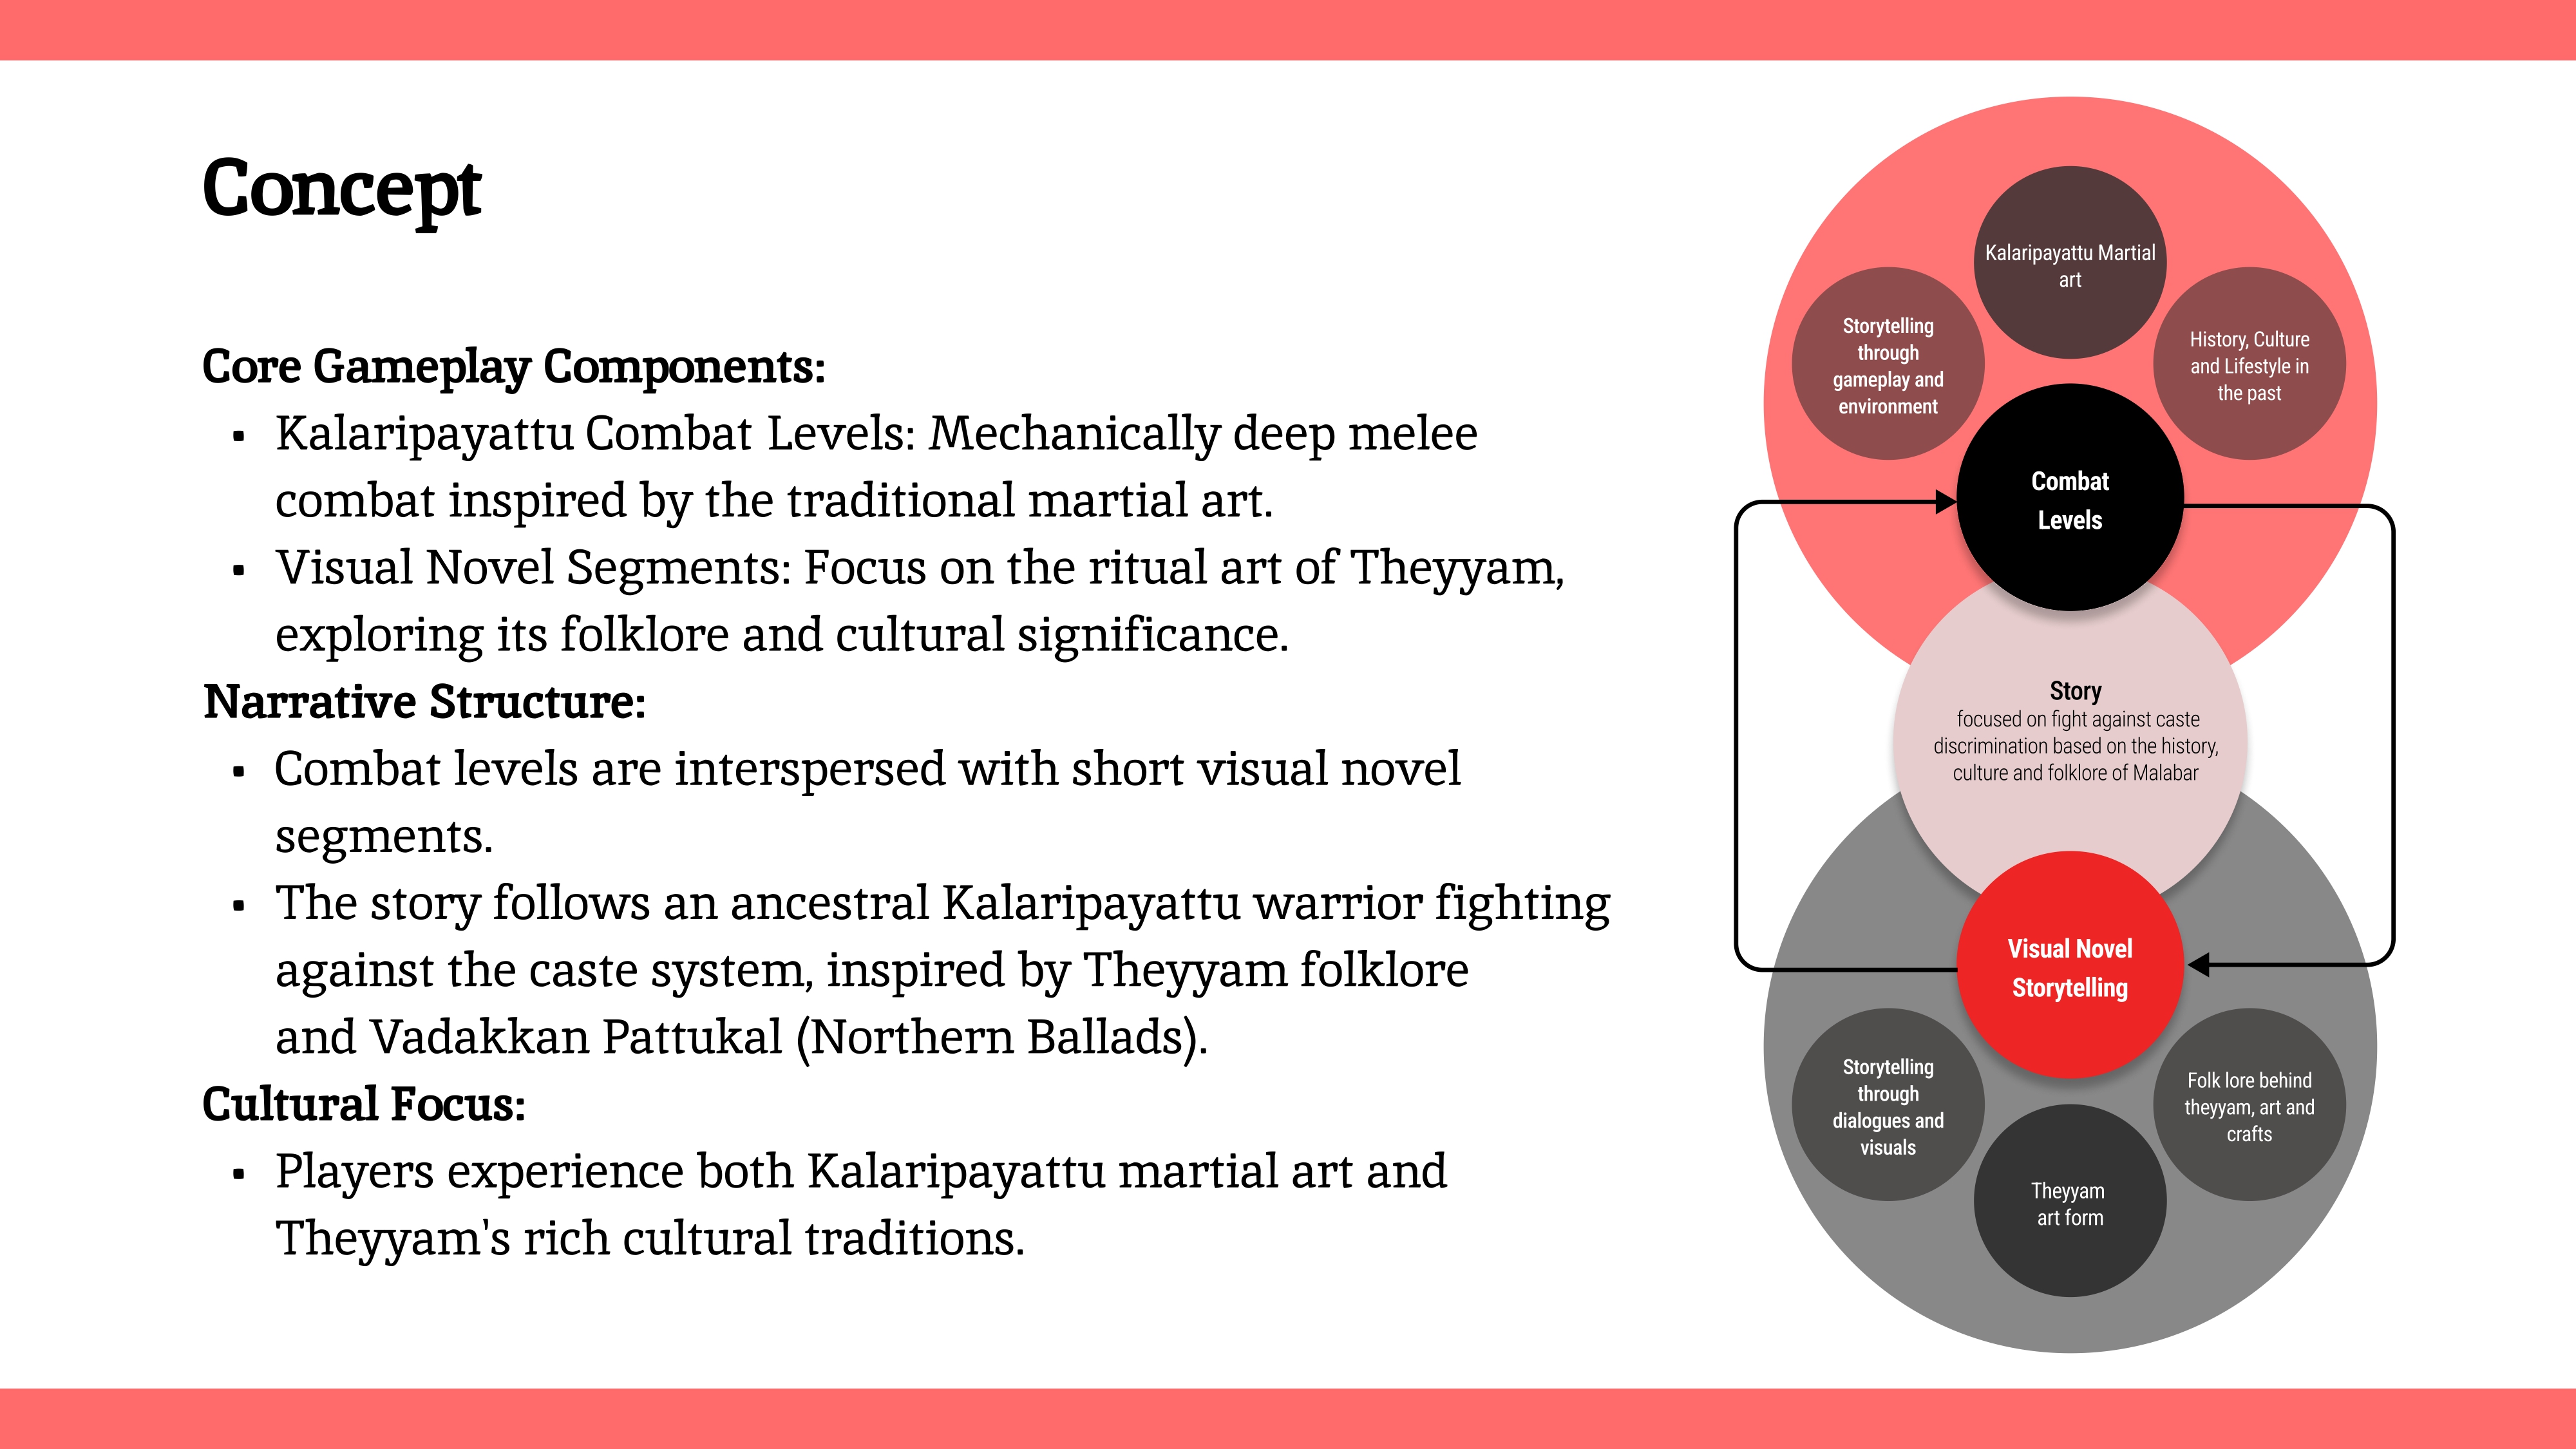 Concept
Core Gameplay Components:
▪ Kalaripayattu Combat Levels: Mechanically deep melee
combat inspired by the traditional martial art.
▪ Visual Novel Segments: Focus on the ritual art of Theyyam,
exploring its folklore and cultural significance.
Narrative Structure:
▪ Combat levels are interspersed with short visual novel
segments.
▪ The story follows an ancestral Kalaripayattu warrior fighting
against the caste system, inspired by Theyyam folklore
and Vadakkan Pattukal (Northern Ballads).
Cultural Focus:
▪ Players experience both Kalaripayattu martial art and
Theyyam's rich cultural traditions.
Kalaripayattu Martial
art
Storytelling
through
gameplay and
environment
History, Culture
and Lifestyle in
the past
Combat
Levels
Story
focused on fight against caste
discrimination based on the history,
culture and folklore of Malabar
Visual Novel
Storytelling
Storytelling
through
dialogues and
visuals
Folk lore behind
theyyam, art and
crafts
Theyyam
art form